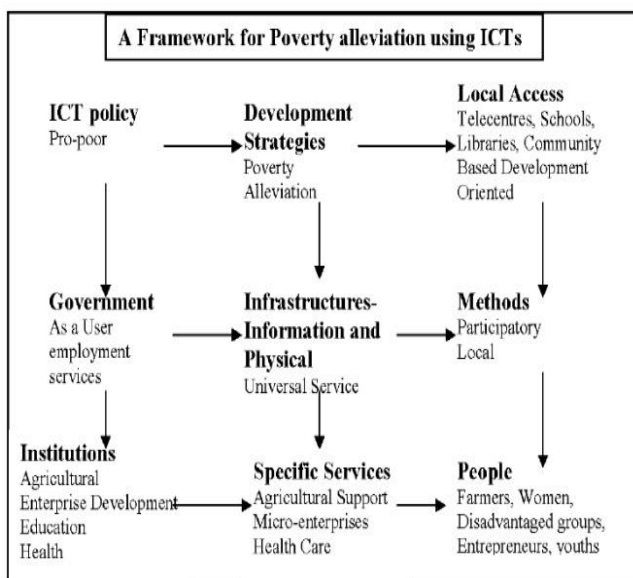 A Framework for Poverty alleviation using ICTs
ICT policy
Pro-poor
Development
Strategies
Poverty
Alleviation
Local Access
Telecentres, Schools,
Libraries, Community
Based Development
Oriented
Government
As a User
employment
services
Infrastructures-
Information and
Physical
Universal Service
Methods
Participatory
Local
Institutions
Agricultural
Enterprise Development
Education
Health
Specific Services
Agricultural Support
Micro-enterprises
Health Care
People
Farmers, Women,
Disadvantaged groups,
Entrepreneurs, youths